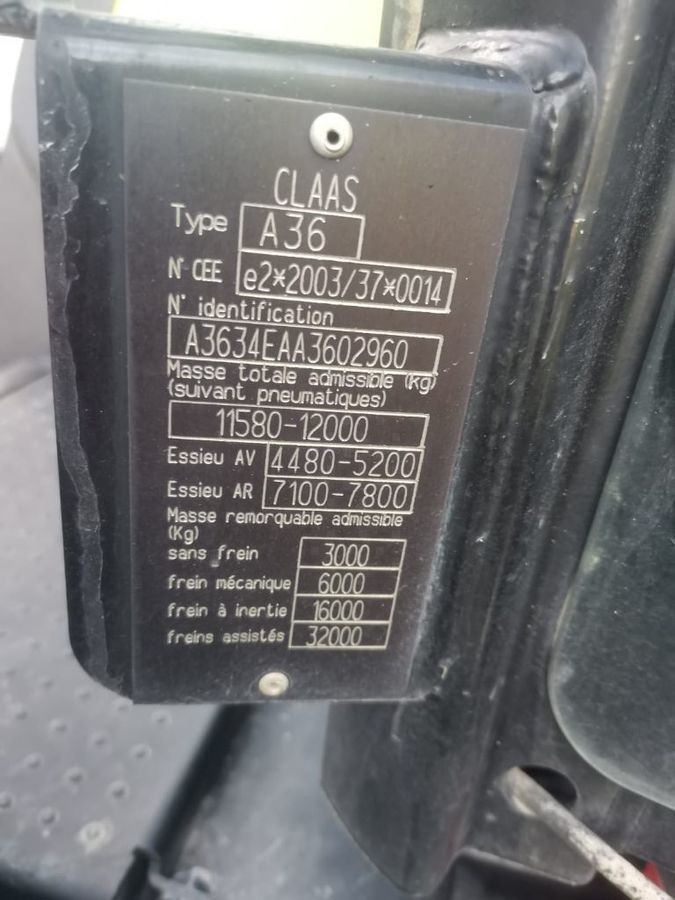 CLAAS
Type A36
N° CEE e2*2003/37*0014
N° identification
A3634EAA3602960
Masse totale admissible (kg)
(suivant pneumatiques)
11580-12000
Essieu AV 4480-5200
Essieu AR 7100-7800
Masse remorquable admissible
(Kg)
sans frein 3000
frein mécanique 6000
frein à inertie 16000
freins assistés 32000